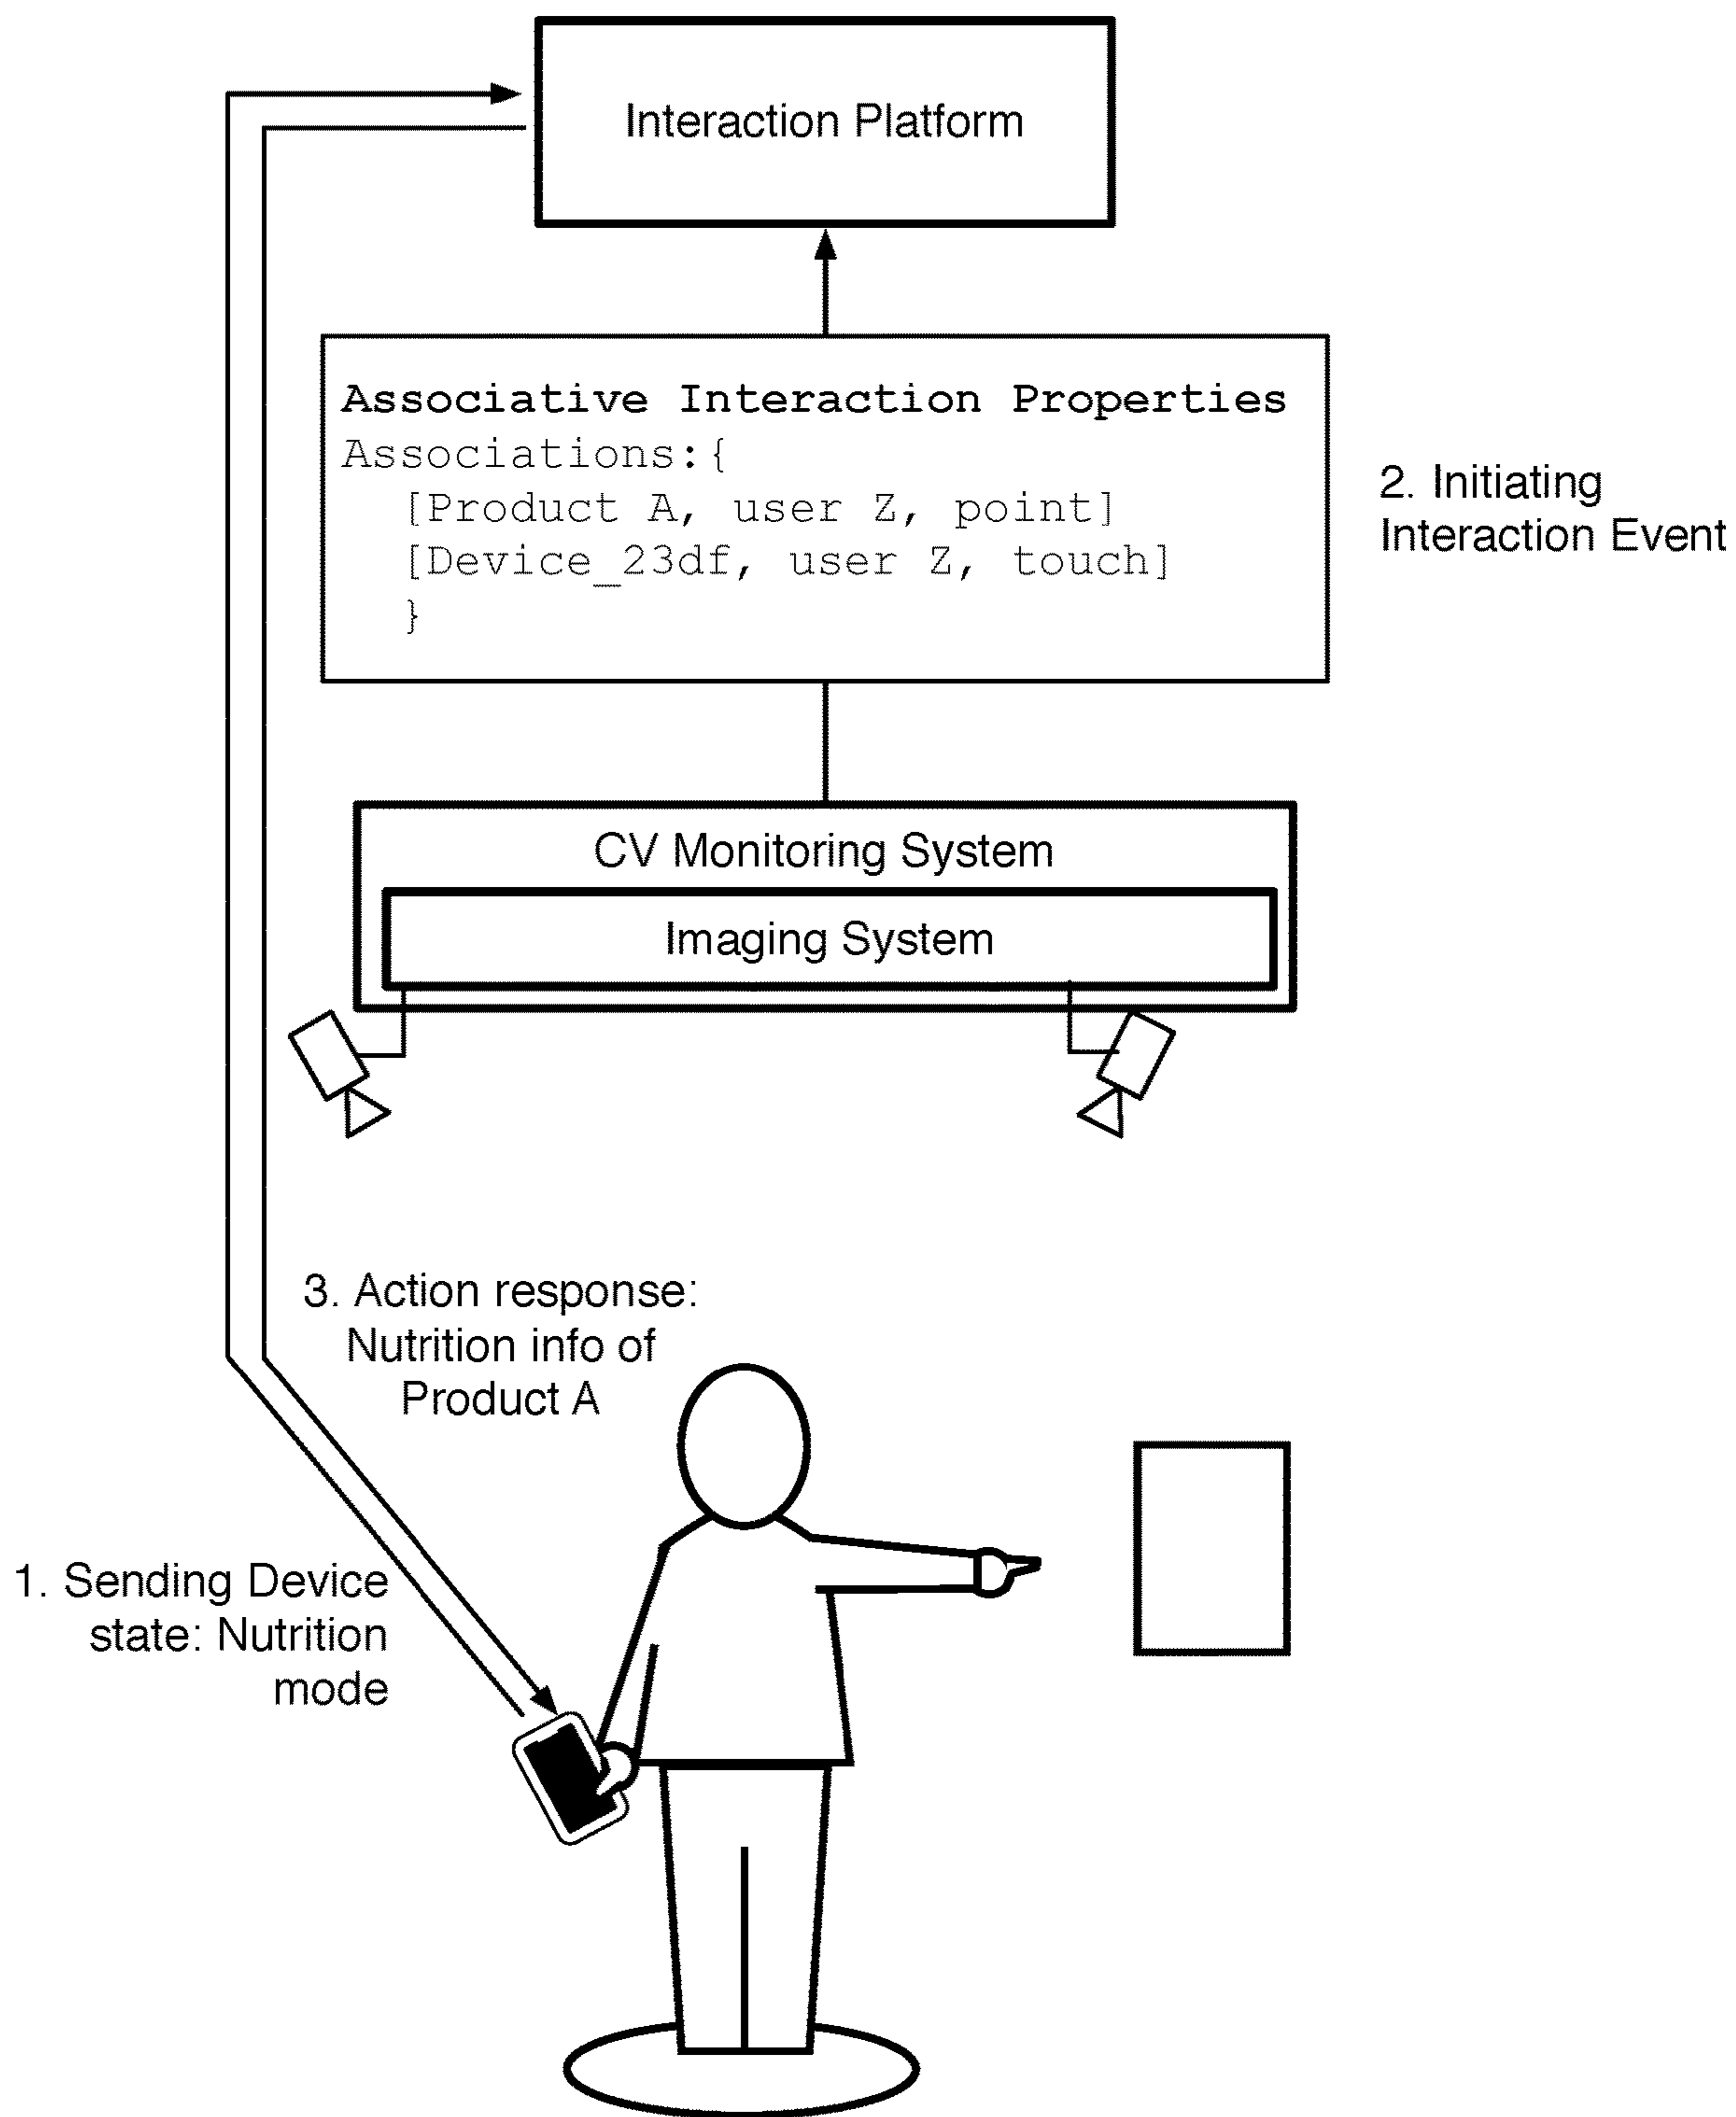 Interaction Platform
Associative Interaction Properties
Associations:{
[Product A, user Z, point]
[Device_23df, user Z, touch]
}
2. Initiating
Interaction Event
CV Monitoring System
Imaging System
3. Action response:
Nutrition info of
Product A
1. Sending Device
state: Nutrition
mode